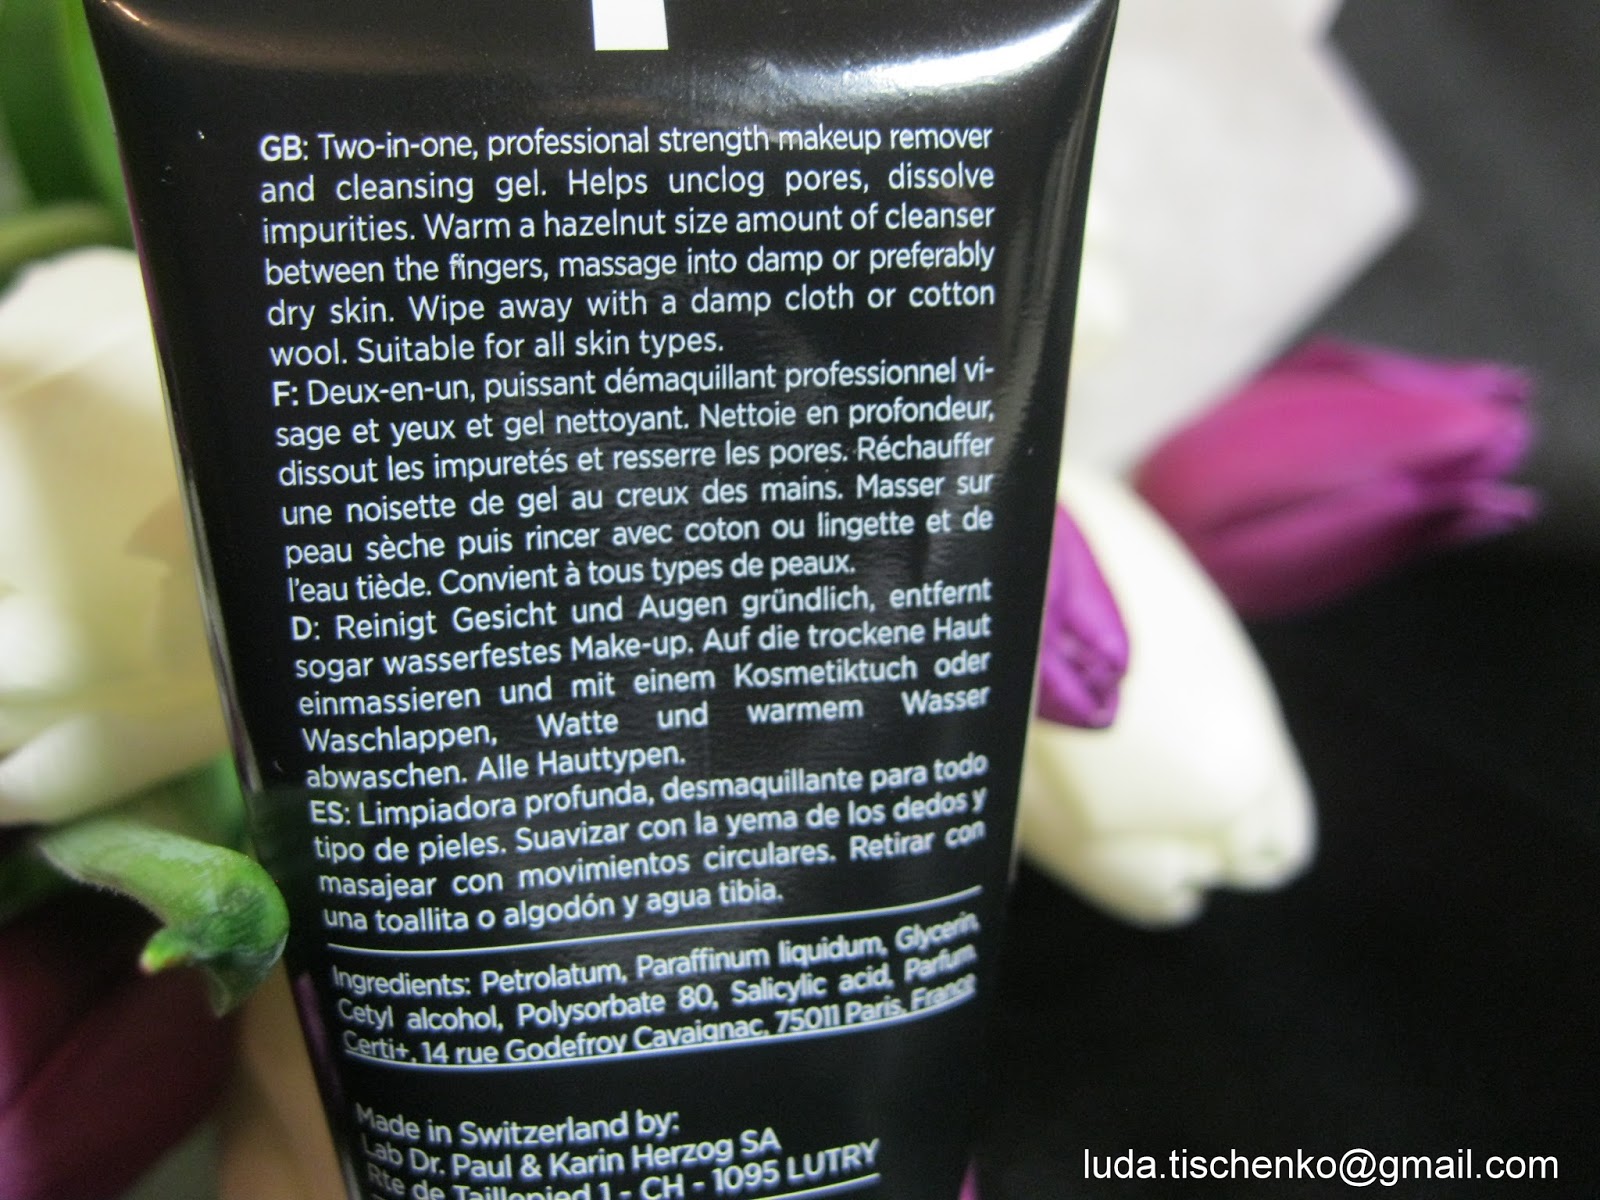 GB: Two-in-one, professional strength makeup remover
and cleansing gel. Helps unclog pores, dissolve
impurities. Warm a hazelnut size amount of cleanser
between the fingers, massage into damp or preferably
dry skin. Wipe away with a damp cloth or cotton
wool. Suitable for all skin types.
F: Deux-en-un, puissant démaquillant professionnel vi-
sage et yeux et gel nettoyant. Nettoie en profondeur,
dissout les impuretés et resserre les pores. Réchauffer
une noisette de gel au creux des mains. Masser sur
peau sèche puis rincer avec coton ou lingette et de
l'eau tiède. Convient à tous types de peaux.
D: Reinigt Gesicht und Augen gründlich, entfernt
sogar wasserfestes Make-up. Auf die trockene Haut
einmassieren und mit einem Kosmetiktuch oder
Waschlappen, Watte und warmem Wasser
abwaschen. Alle Hauttypen.
ES: Limpiadora profunda, desmaquillante para todo
tipo de pieles. Suavizar con la yema de los dedos y
masajear con movimientos circulares. Retirar con
una toallita o algodón y agua tibia.
Ingredients: Petrolatum, Paraffinum liquidum, Glycerin,
Cetyl alcohol, Polysorbate 80, Salicylic acid, Parfum.
Certi+, 14 rue Godefroy Cavaignac, 75011 Paris, France
Made in Switzerland by:
Lab Dr. Paul & Karin Herzog SA
Rte de Taillepied 1 - CH - 1095 LUTRY
luda.tischenko@gmail.com